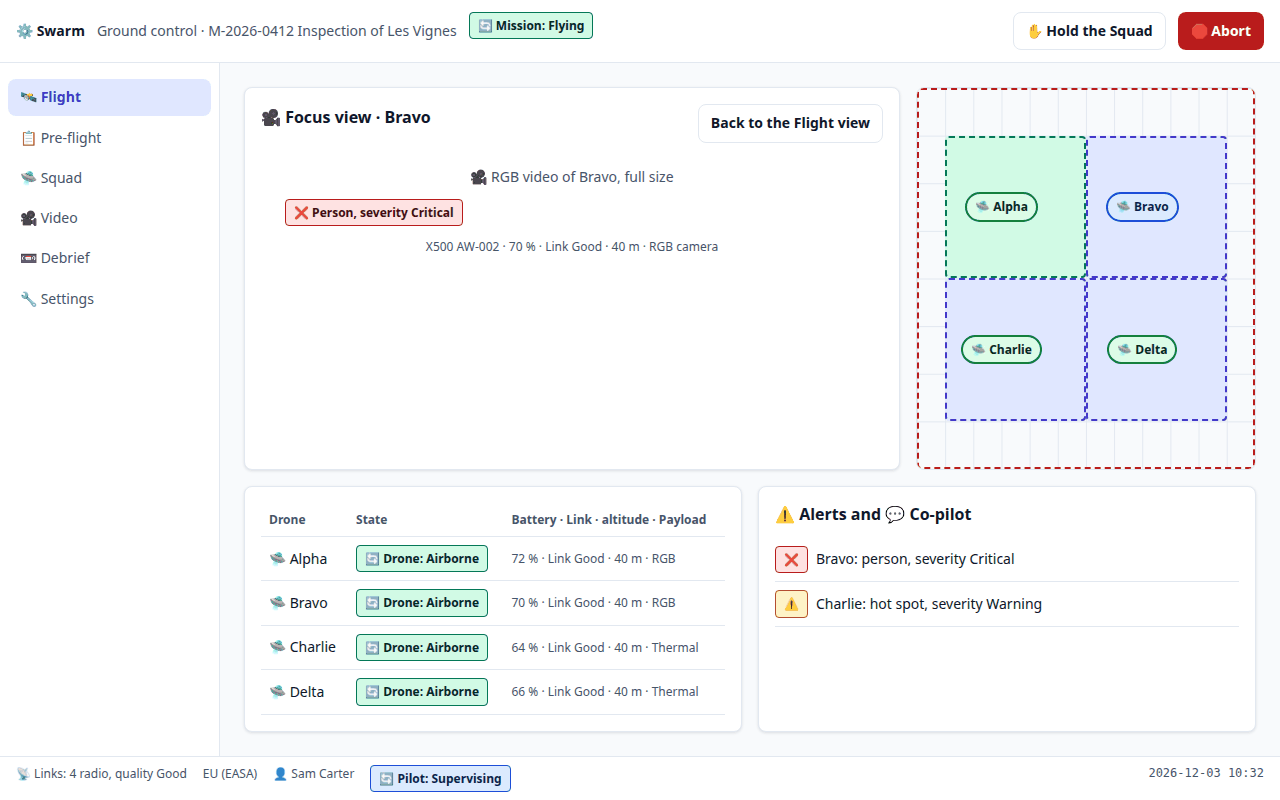 Swarm Ground control · M-2026-0412 Inspection of Les Vignes Mission: Flying Hold the Squad Abort
Flight
Pre-flight
Squad
Video
Debrief
Settings
Focus view · Bravo Back to the Flight view
RGB video of Bravo, full size
Person, severity Critical
X500 AW-002 · 70 % · Link Good · 40 m · RGB camera
Alpha Bravo
Charlie Delta
Drone State Battery · Link · altitude · Payload
Alpha Drone: Airborne 72 % · Link Good · 40 m · RGB
Bravo Drone: Airborne 70 % · Link Good · 40 m · RGB
Charlie Drone: Airborne 64 % · Link Good · 40 m · Thermal
Delta Drone: Airborne 66 % · Link Good · 40 m · Thermal
Alerts and Co-pilot
Bravo: person, severity Critical
Charlie: hot spot, severity Warning
Links: 4 radio, quality Good EU (EASA) Sam Carter Pilot: Supervising 2026-12-03 10:32